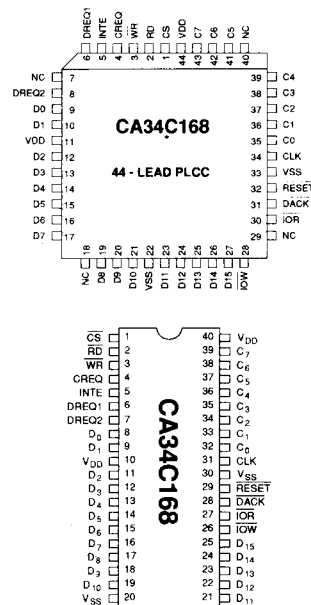 DREQ1 INTE CREQ WR RD CS VDD C7 C6 C5 NC
6 5 4 3 2 1 44 43 42 41 40
NC 7 39 C4
DREQ2 8 38 C3
D0 9 37 C2
D1 10 CA34C168 36 C1
VDD 11 35 C0
D2 12 34 CLK
D3 13 44 - LEAD PLCC 33 VSS
D4 14 32 RESET
D5 15 31 DACK
D6 16 30 IOR
D7 17 29 NC
18 19 20 21 22 23 24 25 26 27 28
NC D8 D9 D10 VSS D11 D12 D13 D14 D15 IOW
CS 1 40 VDD
RD 2 39 C7
WR 3 38 C6
CREQ 4 37 C5
INTE 5 36 C4
DREQ1 6 35 C3
DREQ2 7 34 C2
D0 8 33 C1
D1 9 32 C0
VDD 10 31 CLK
D2 11 30 VSS
D3 12 29 RESET
D4 13 28 DACK
D5 14 27 IOR
D6 15 26 IOW
D7 16 25 D15
D8 17 24 D14
D9 18 23 D13
D10 19 22 D12
VSS 20 21 D11
CA34C168